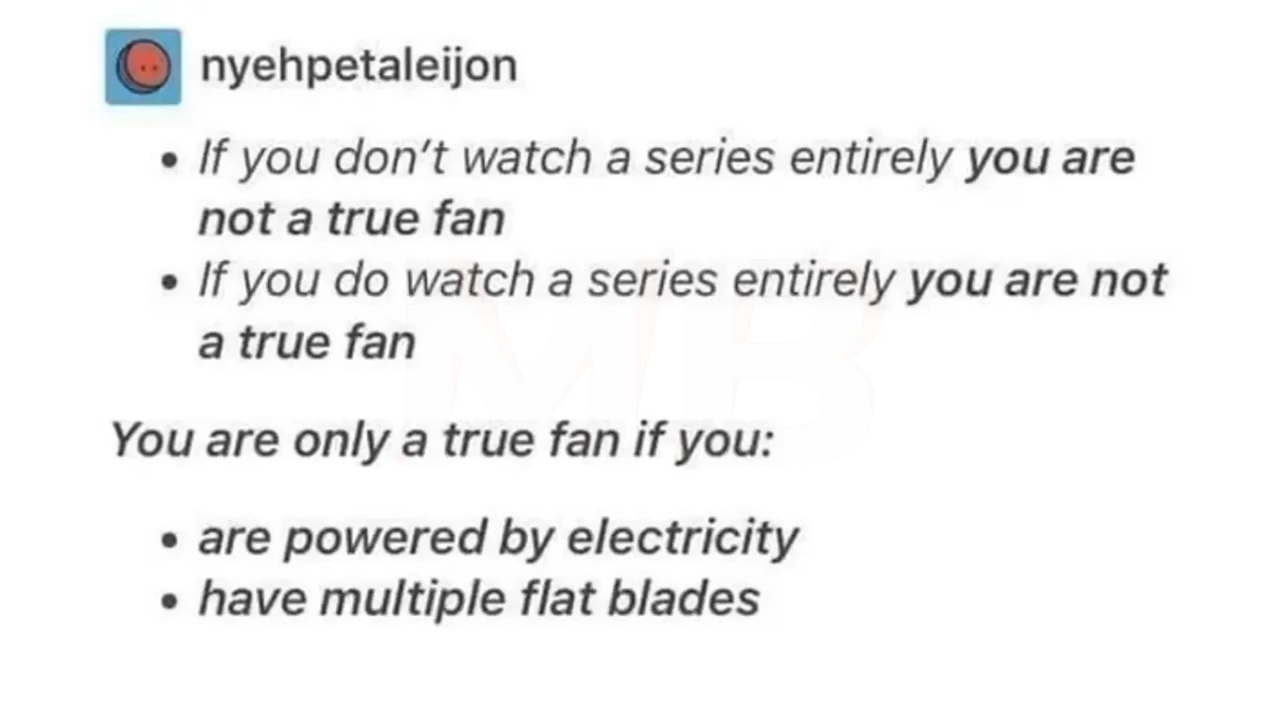 nyehpetaleijon
• If you don’t watch a series entirely you are
not a true fan
• If you do watch a series entirely you are not
a true fan
You are only a true fan if you:
• are powered by electricity
• have multiple flat blades
MB